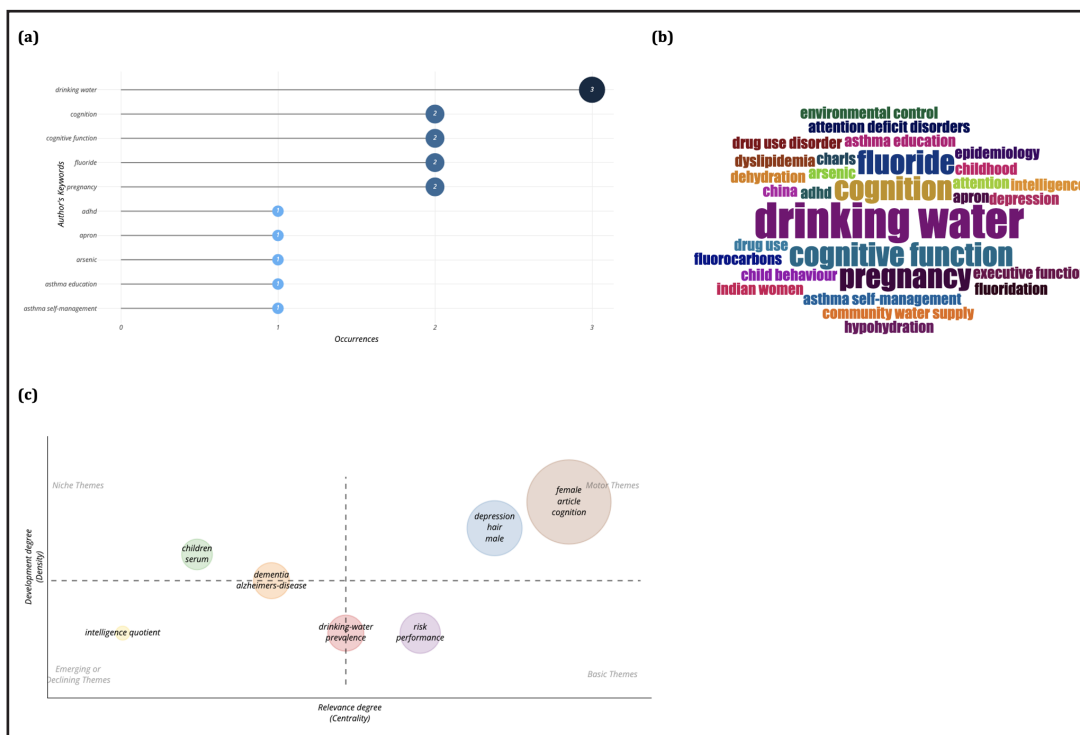 (a)
drinking water
cognition
cognitive function
fluoride
pregnancy
adhd
apron
arsenic
asthma education
asthma self-management
Author's Keywords
3
2
2
2
2
1
1
1
1
1
0
1
2
3
Occurrences
(b)
environmental control
attention deficit disorders
drug use disorder asthma education
dyslipidemia charls fluoride epidemiology
dehydration arsenic childhood
china adhd cognition attention intelligence
apron depression
drinking water
drug use cognitive function
fluorocarbons
child behaviour pregnancy executive functio
indian women fluoridation
asthma self-management
community water supply
hypohydration
(c)
Niche Themes
Motor Themes
female
article
cognition
depression
hair
male
children
serum
dementia
alzheimers-disease
drinking-water
prevalence
risk
performance
intelligence quotient
Emerging or
Declining Themes
Basic Themes
Development degree
(Density)
Relevance degree
(Centrality)